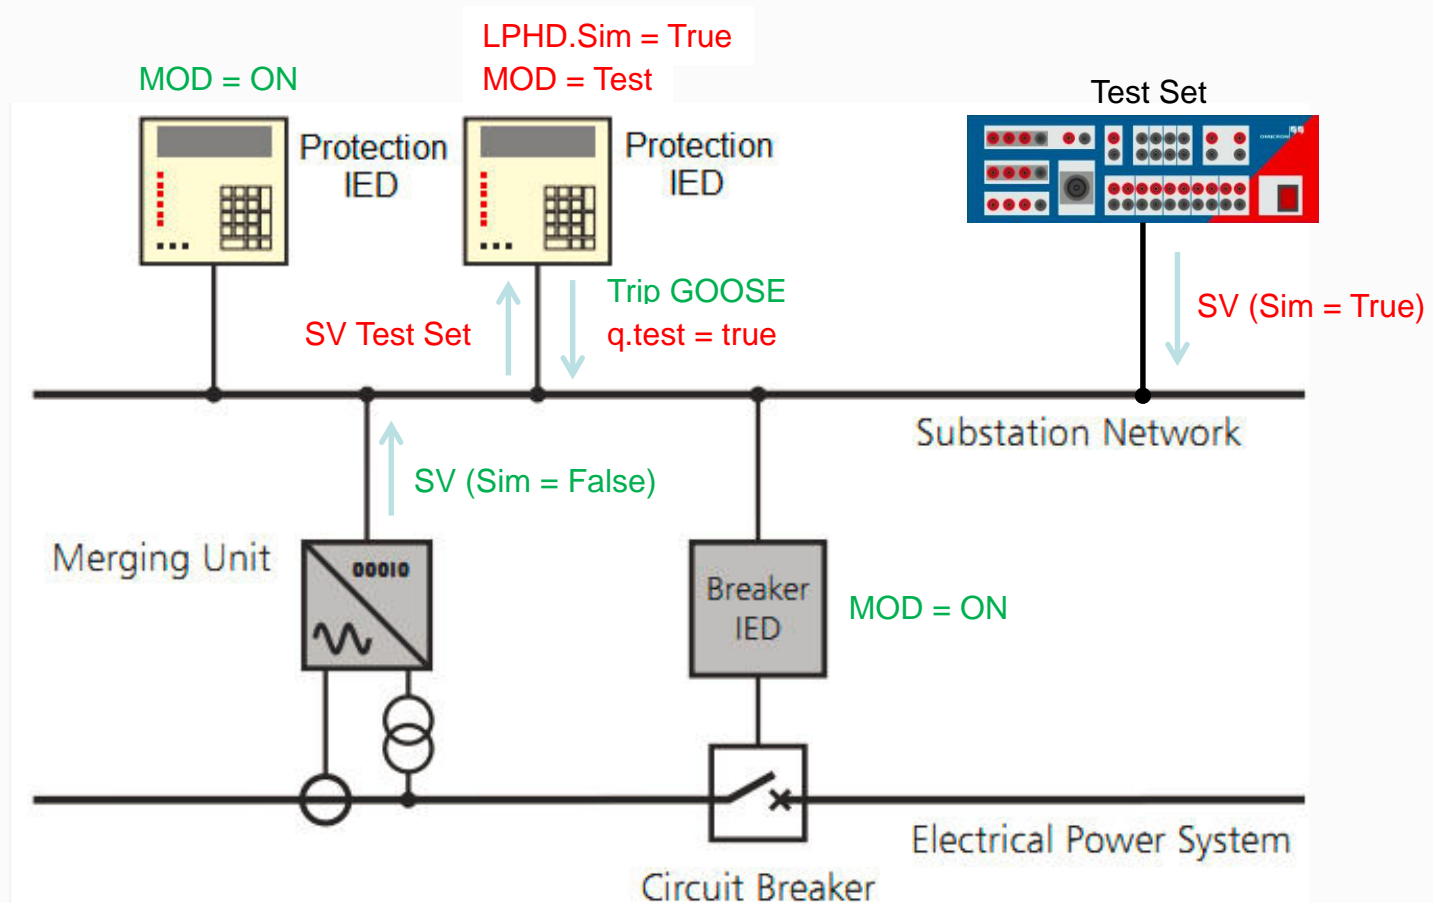 LPHD.Sim = True
MOD = ON
MOD = Test
Test Set
Protection
IED
Protection
IED
OMICRON
Trip GOOSE
SV Test Set
q.test = true
SV (Sim = True)
Substation Network
SV (Sim = False)
Merging Unit
00010
Breaker
IED
MOD = ON
Electrical Power System
Circuit Breaker